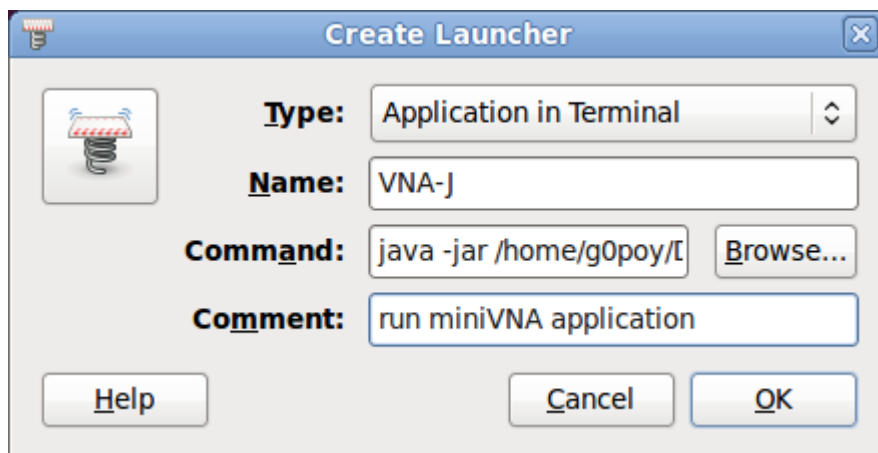 Create Launcher
Type: Application in Terminal
Name: VNA-J
Command: java -jar /home/g0poy/D Browse...
Comment: run miniVNA application
Help Cancel OK